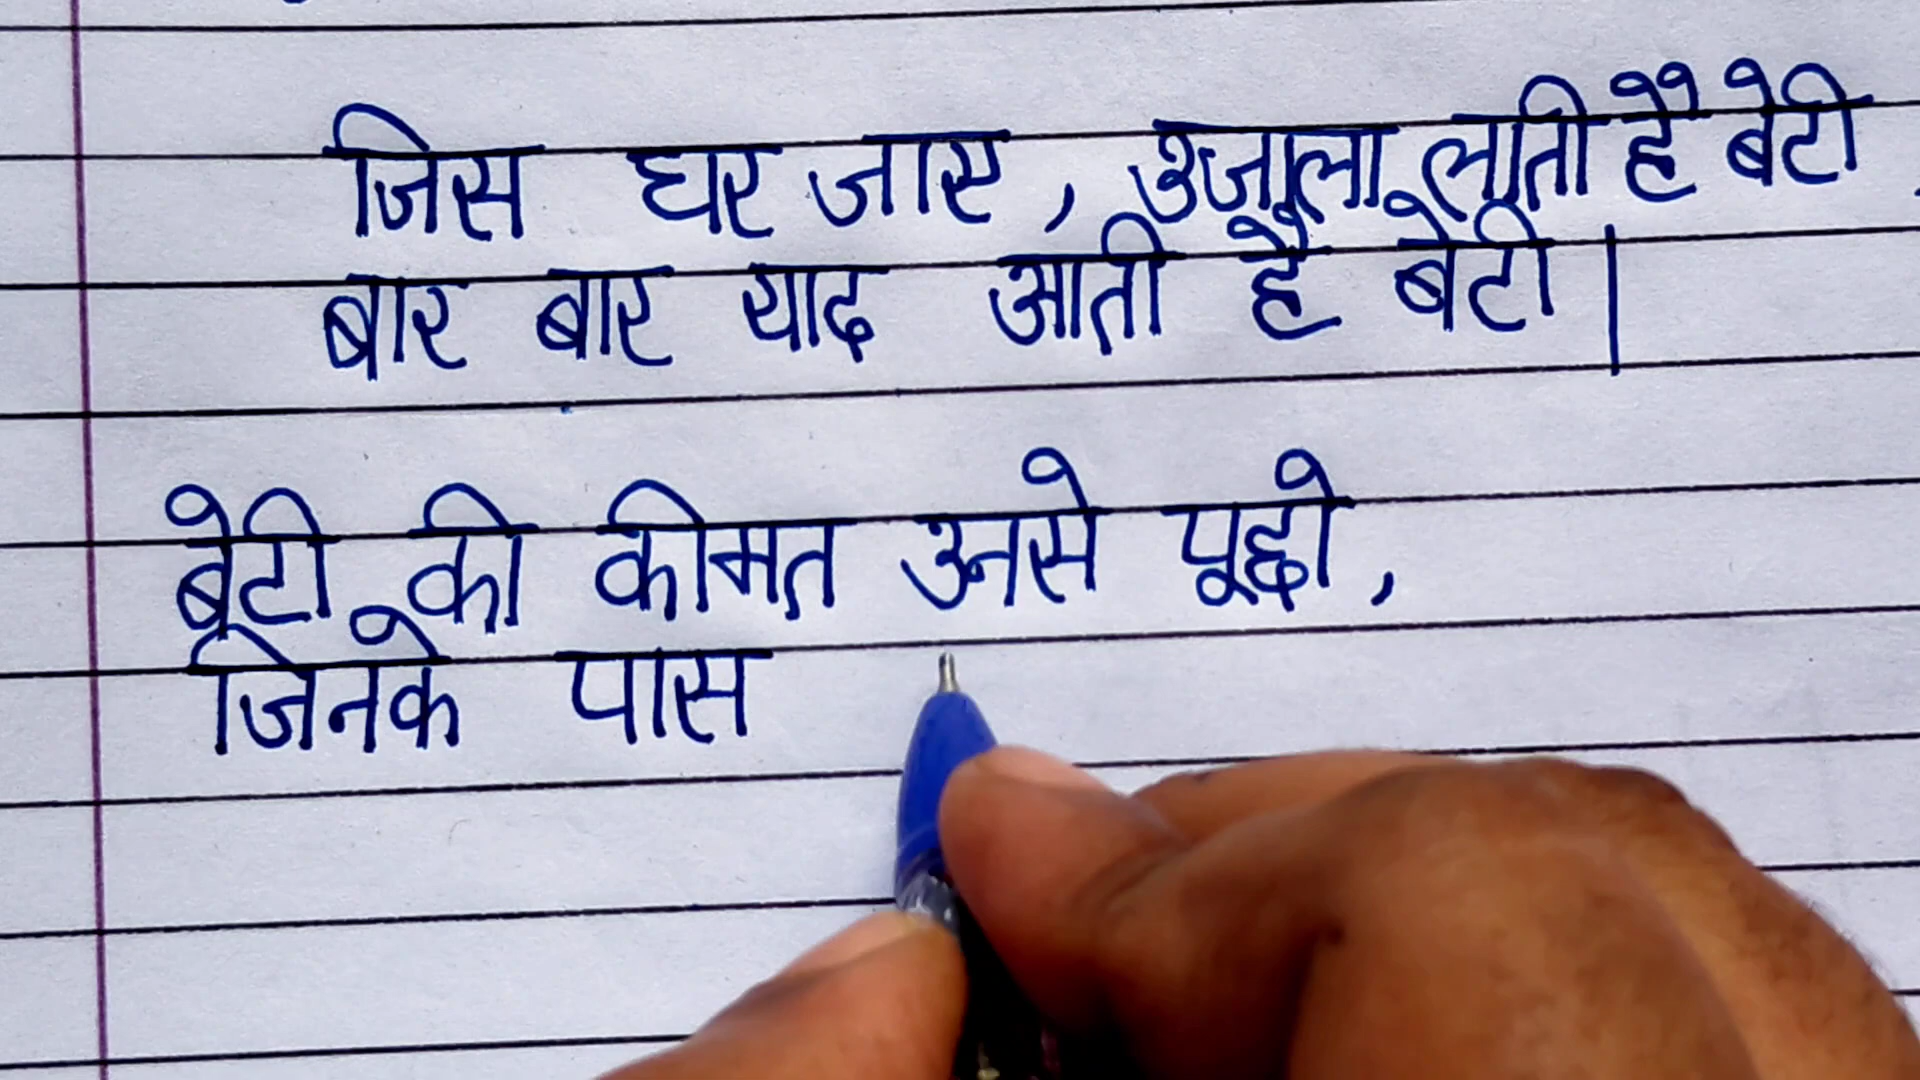 जिस घर जाए, उजाला लाती है बेटी,
बार बार याद आती है बेटी|
बेटी की कीमत उनसे पूछो,
जिनके पास